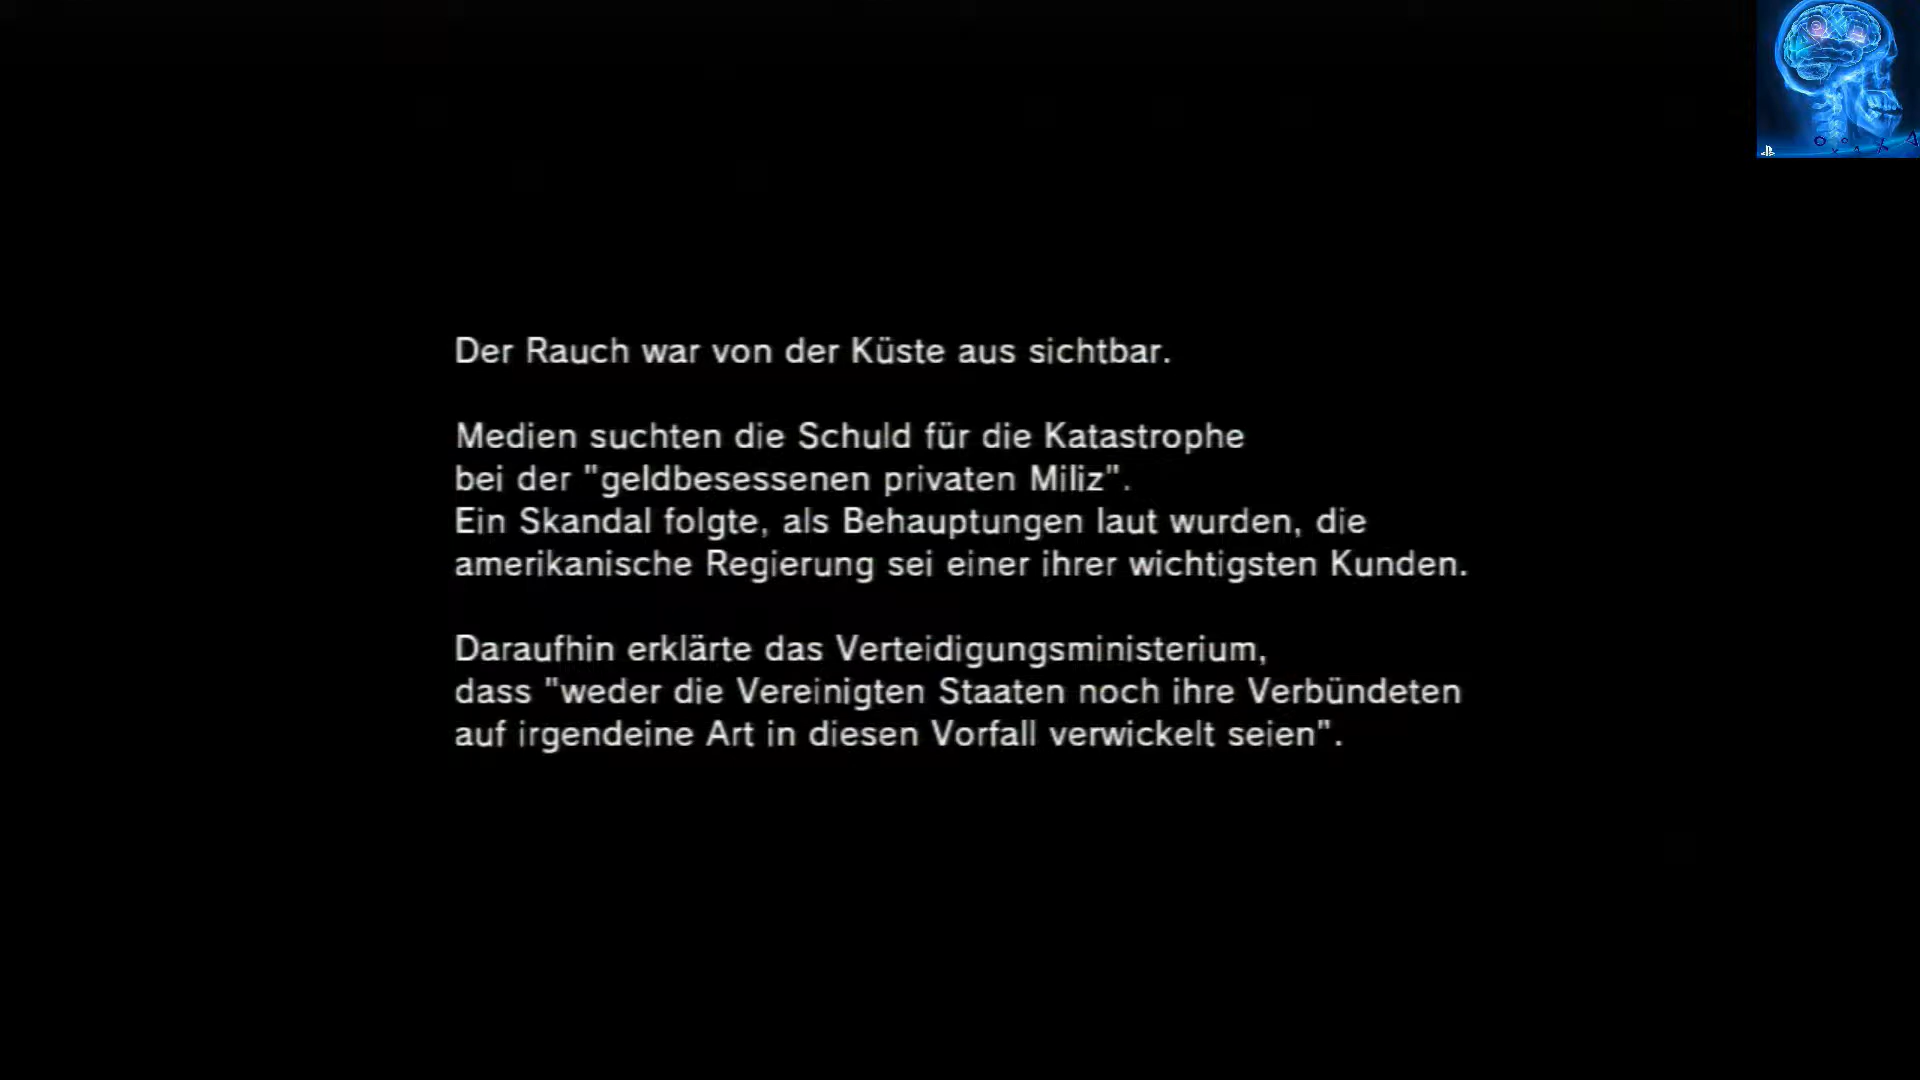 Der Rauch war von der Küste aus sichtbar.
Medien suchten die Schuld für die Katastrophe
bei der "geldbesessenen privaten Miliz".
Ein Skandal folgte, als Behauptungen laut wurden, die
amerikanische Regierung sei einer ihrer wichtigsten Kunden.
Daraufhin erklärte das Verteidigungsministerium,
dass "weder die Vereinigten Staaten noch ihre Verbündeten
auf irgendeine Art in diesen Vorfall verwickelt seien".